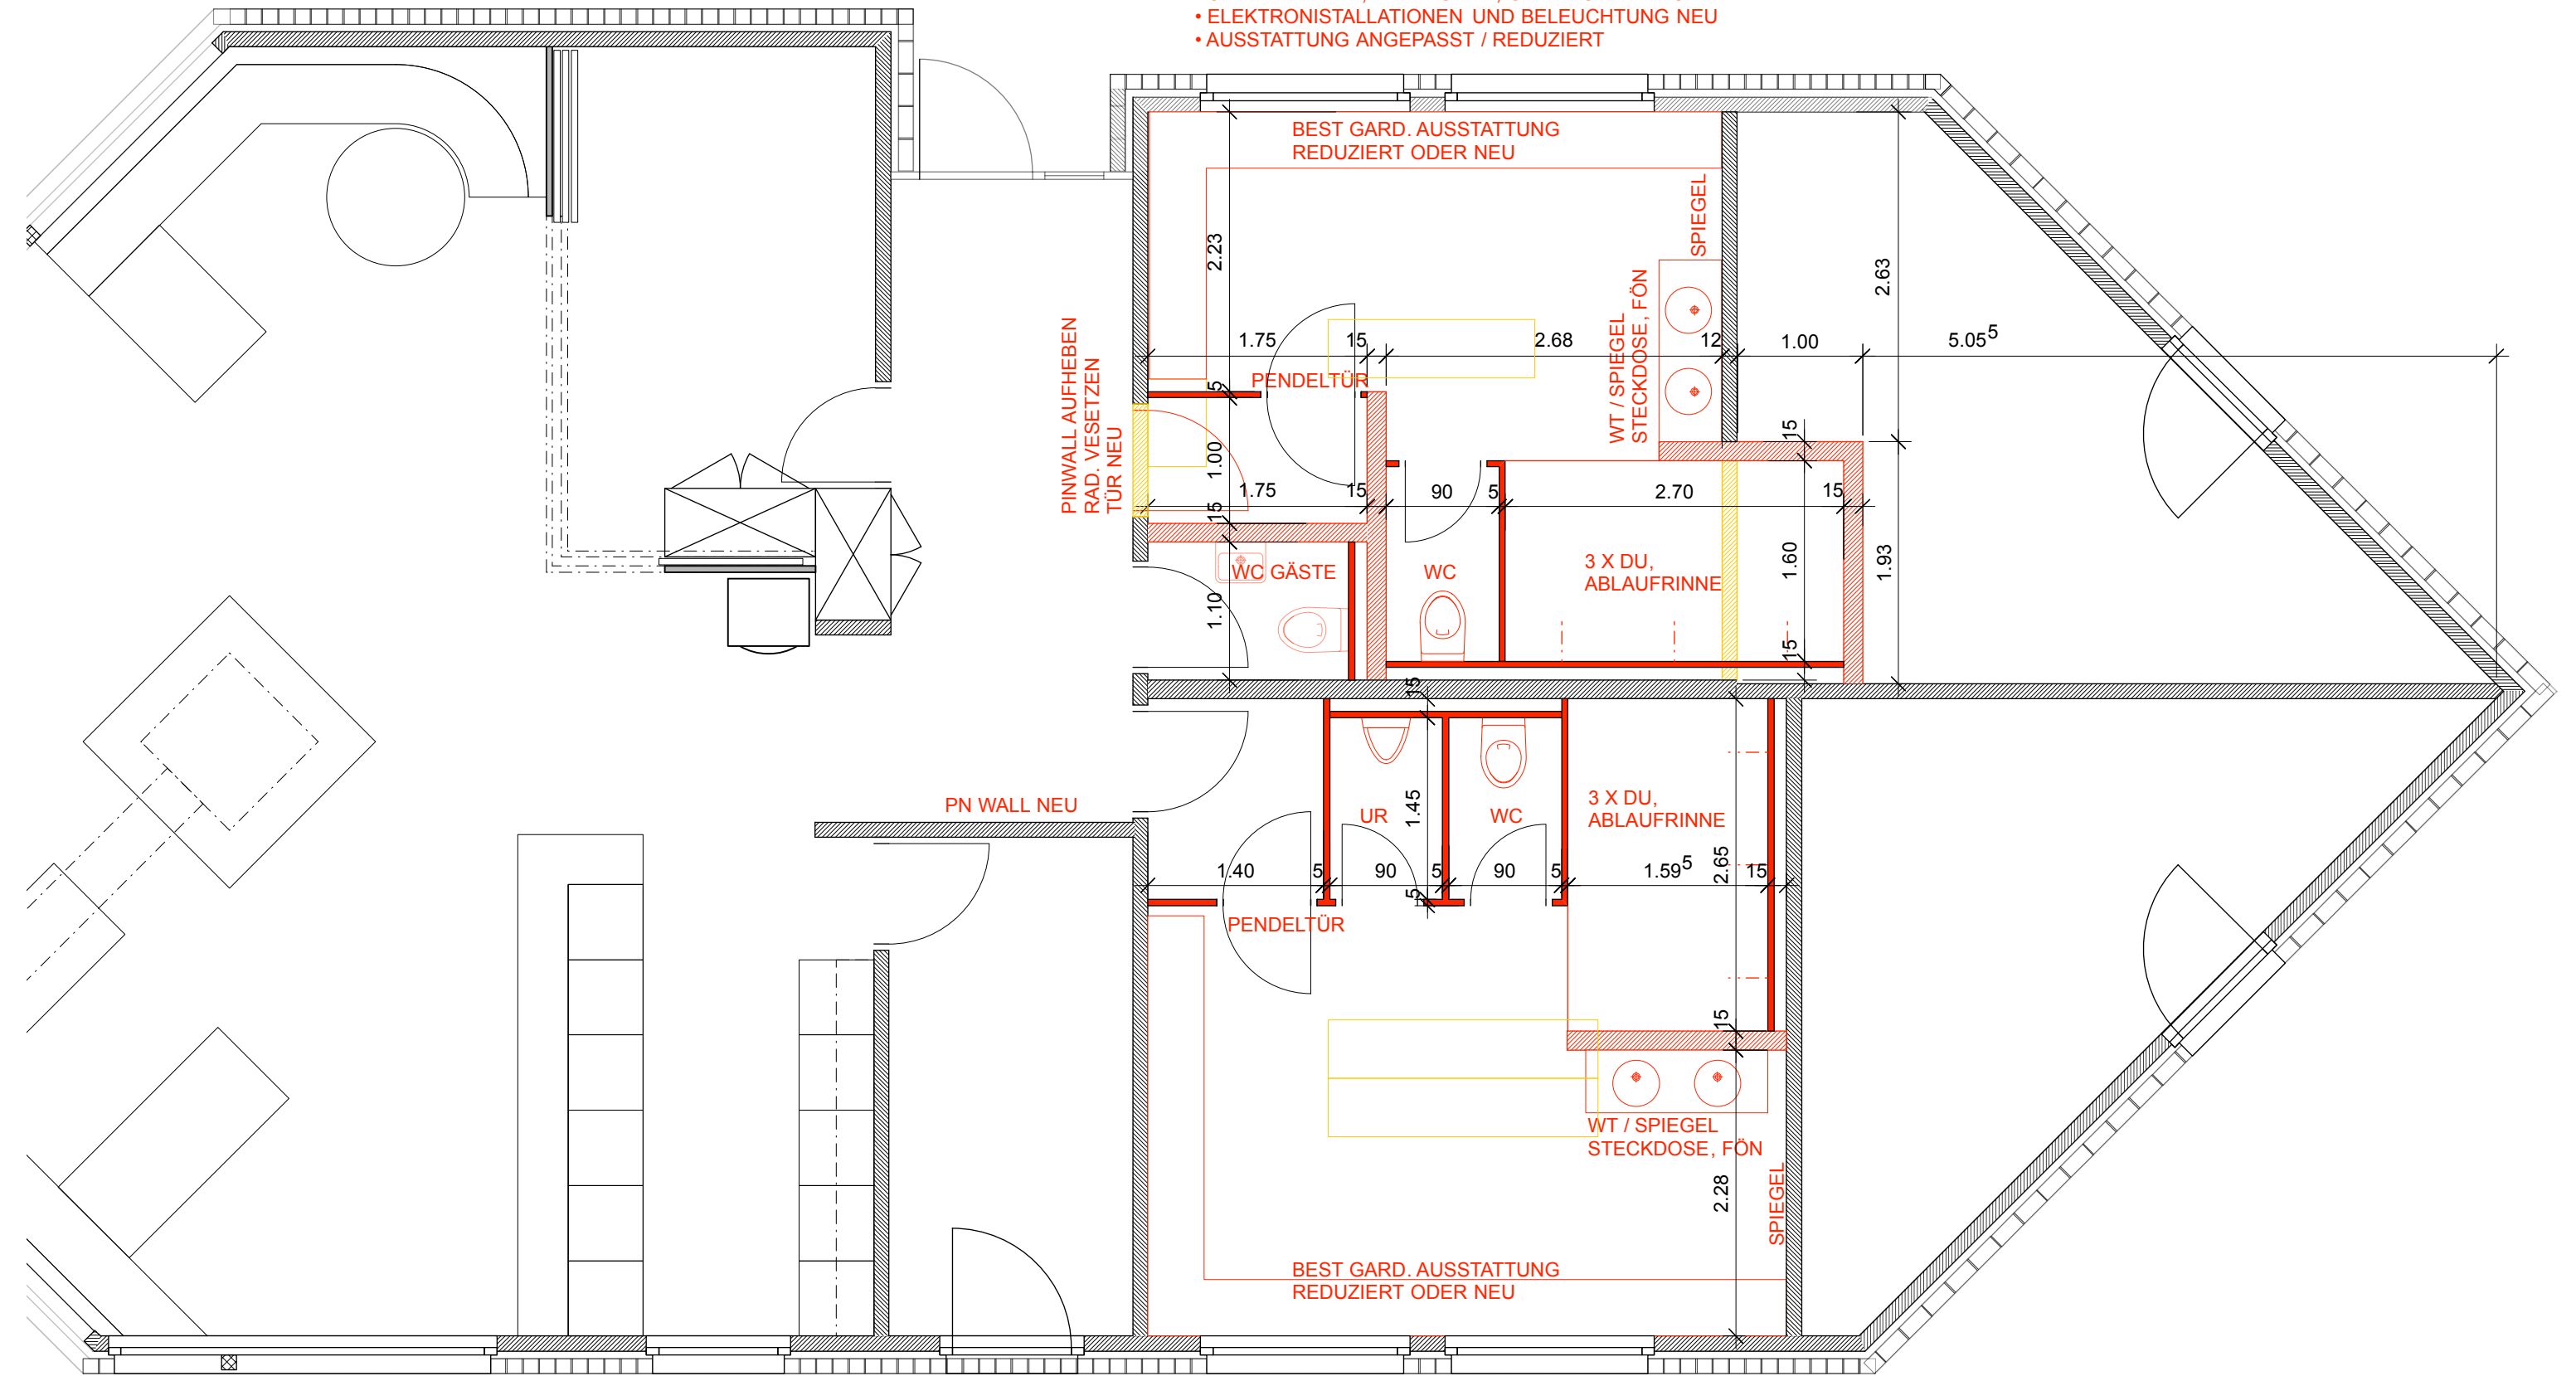 • ELEKTRONISTALLATIONEN UND BELEUCHTUNG NEU
• AUSSTATTUNG ANGEPASST / REDUZIERT
BEST GARD. AUSSTATTUNG
REDUZIERT ODER NEU
SPIEGEL
2.23
2.63
WT / SPIEGEL
STECKDOSE, FÖN
1.75
15
2.68
12
1.00
5.05⁵
PENDELTÜR
5
PINWALL AUFHEBEN
RAD. VESETZEN
TÜR NEU
1.00
15
1.75
15
90
5
2.70
15
15
WC GÄSTE
WC
3 X DU,
ABLAUFRINNE
1.60
1.93
1.10
15
15
PN WALL NEU
UR
WC
1.45
3 X DU,
ABLAUFRINNE
2.65
1.40
5
90
5
90
5
1.59⁵
15
5
PENDELTÜR
15
WT / SPIEGEL
STECKDOSE, FÖN
2.28
SPIEGEL
BEST GARD. AUSSTATTUNG
REDUZIERT ODER NEU